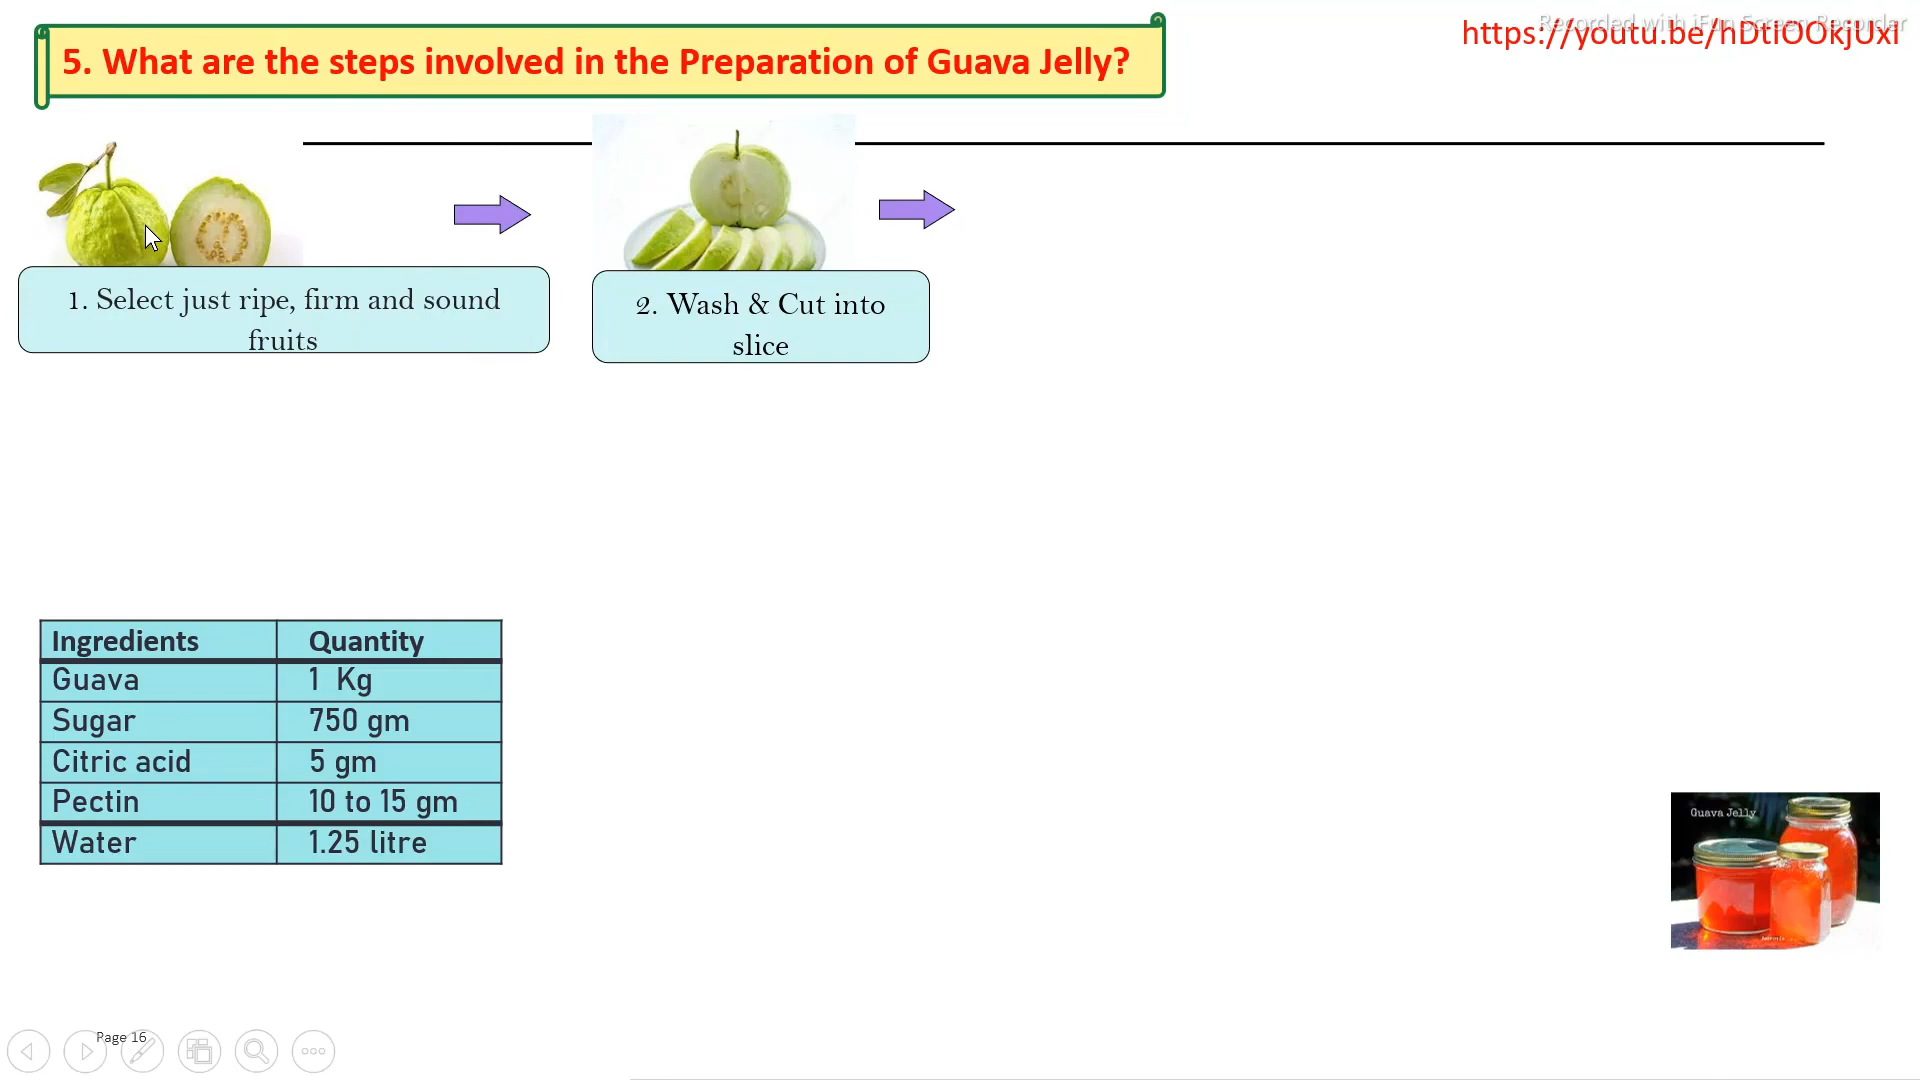 Recorded with iFun Screen Recorder
https://youtu.be/hDtiOOkjUxI
5. What are the steps involved in the Preparation of Guava Jelly?
1. Select just ripe, firm and sound
fruits
2. Wash & Cut into
slice
Ingredients Quantity
Guava 1 Kg
Sugar 750 gm
Citric acid 5 gm
Pectin 10 to 15 gm
Water 1.25 litre
Guava Jelly
Page 16